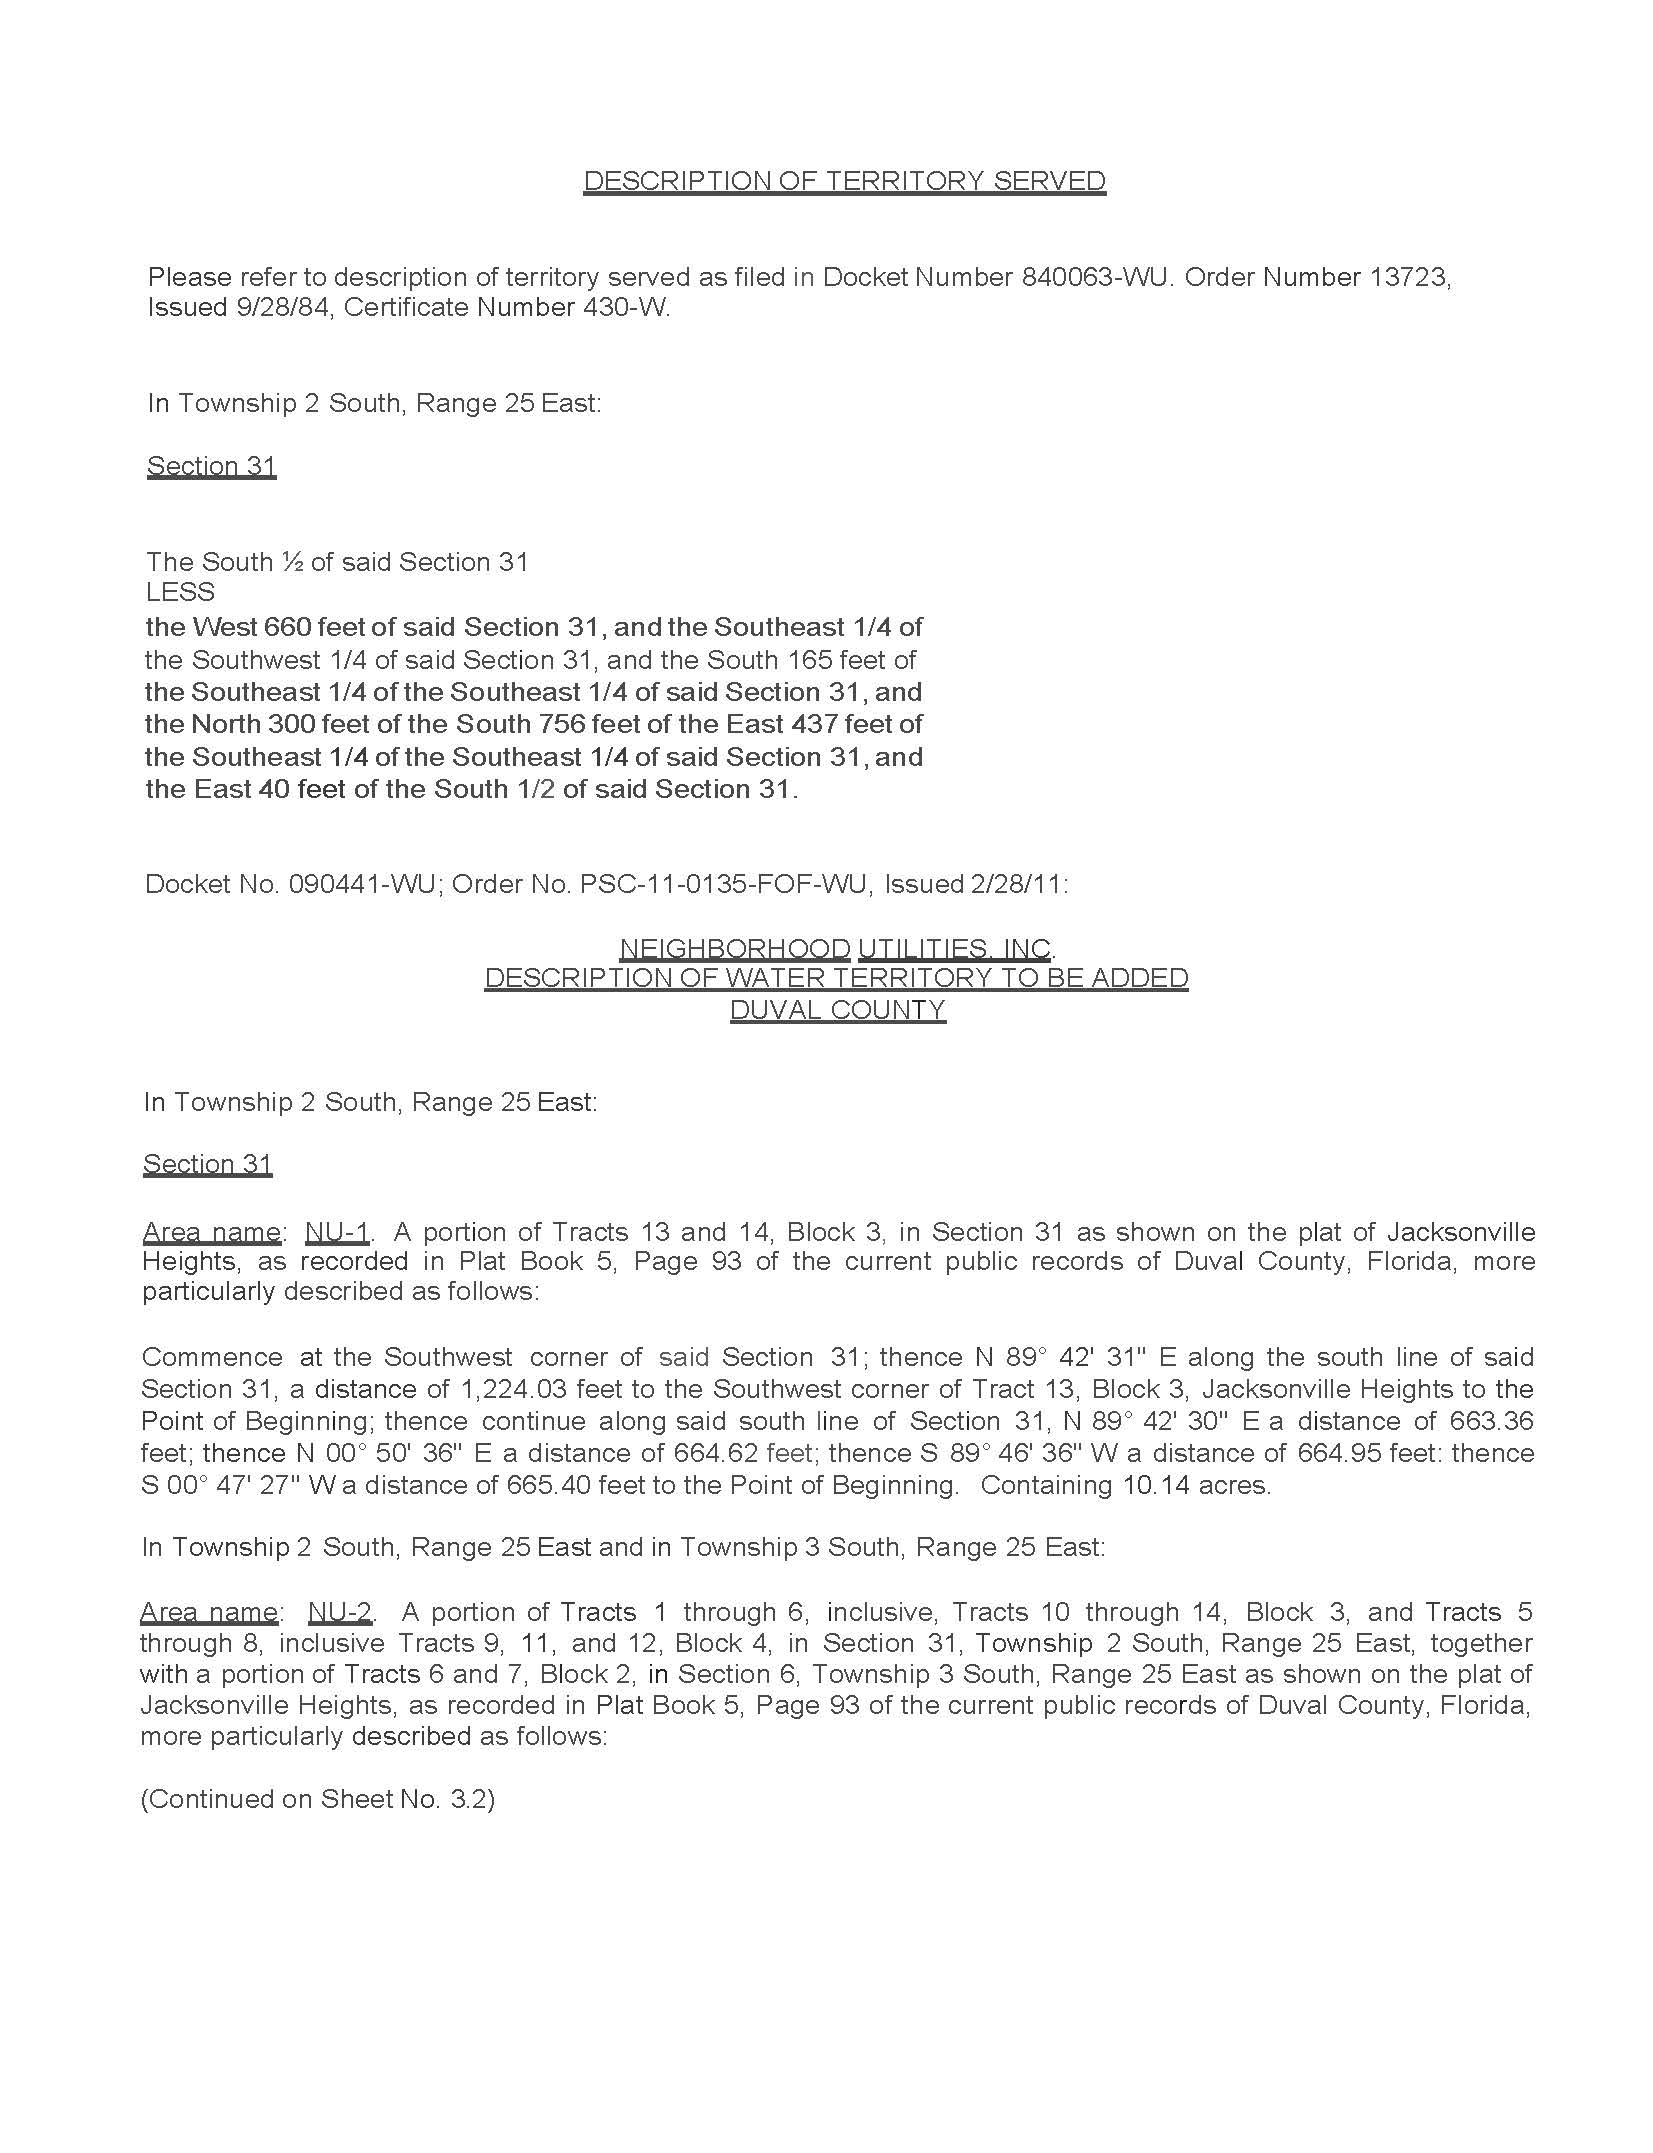 DESCRIPTION OF TERRITORY SERVED
Please refer to description of territory served as filed in Docket Number 840063-WU. Order Number 13723,
Issued 9/28/84, Certificate Number 430-W.
In Township 2 South, Range 25 East:
Section 31
The South ½ of said Section 31
LESS
the West 660 feet of said Section 31, and the Southeast 1/4 of
the Southwest 1/4 of said Section 31, and the South 165 feet of
the Southeast 1/4 of the Southeast 1/4 of said Section 31, and
the North 300 feet of the South 756 feet of the East 437 feet of
the Southeast 1/4 of the Southeast 1/4 of said Section 31, and
the East 40 feet of the South 1/2 of said Section 31.
Docket No. 090441-WU; Order No. PSC-11-0135-FOF-WU, Issued 2/28/11:
NEIGHBORHOOD UTILITIES. INC.
DESCRIPTION OF WATER TERRITORY TO BE ADDED
DUVAL COUNTY
In Township 2 South, Range 25 East:
Section 31
Area name: NU-1. A portion of Tracts 13 and 14, Block 3, in Section 31 as shown on the plat of Jacksonville
Heights, as recorded in Plat Book 5, Page 93 of the current public records of Duval County, Florida, more
particularly described as follows:
Commence at the Southwest corner of said Section 31; thence N 89° 42' 31" E along the south line of said
Section 31, a distance of 1,224.03 feet to the Southwest corner of Tract 13, Block 3, Jacksonville Heights to the
Point of Beginning; thence continue along said south line of Section 31, N 89° 42' 30" E a distance of 663.36
feet; thence N 00° 50' 36" E a distance of 664.62 feet; thence S 89° 46' 36" W a distance of 664.95 feet: thence
S 00° 47' 27" W a distance of 665.40 feet to the Point of Beginning. Containing 10.14 acres.
In Township 2 South, Range 25 East and in Township 3 South, Range 25 East:
Area name: NU-2. A portion of Tracts 1 through 6, inclusive, Tracts 10 through 14, Block 3, and Tracts 5
through 8, inclusive Tracts 9, 11, and 12, Block 4, in Section 31, Township 2 South, Range 25 East, together
with a portion of Tracts 6 and 7, Block 2, in Section 6, Township 3 South, Range 25 East as shown on the plat of
Jacksonville Heights, as recorded in Plat Book 5, Page 93 of the current public records of Duval County, Florida,
more particularly described as follows:
(Continued on Sheet No. 3.2)